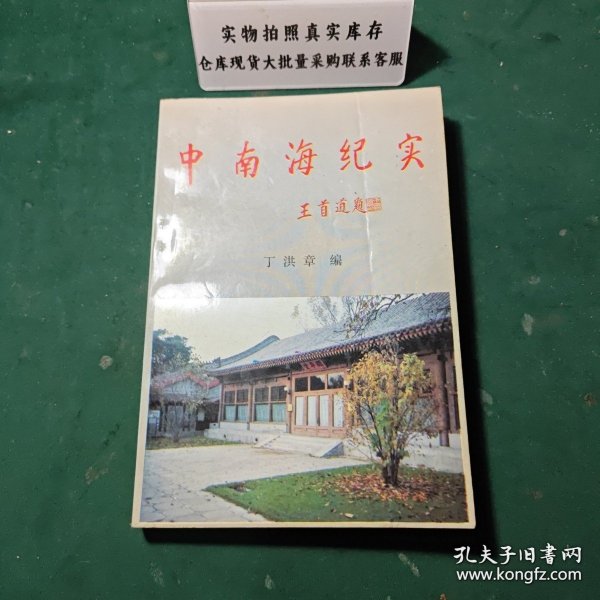 实物拍照真实库存
仓库现货大批量采购联系客服
中南海纪实
王首道题
丁洪章 编
孔夫子旧书网
www.kongfz.com